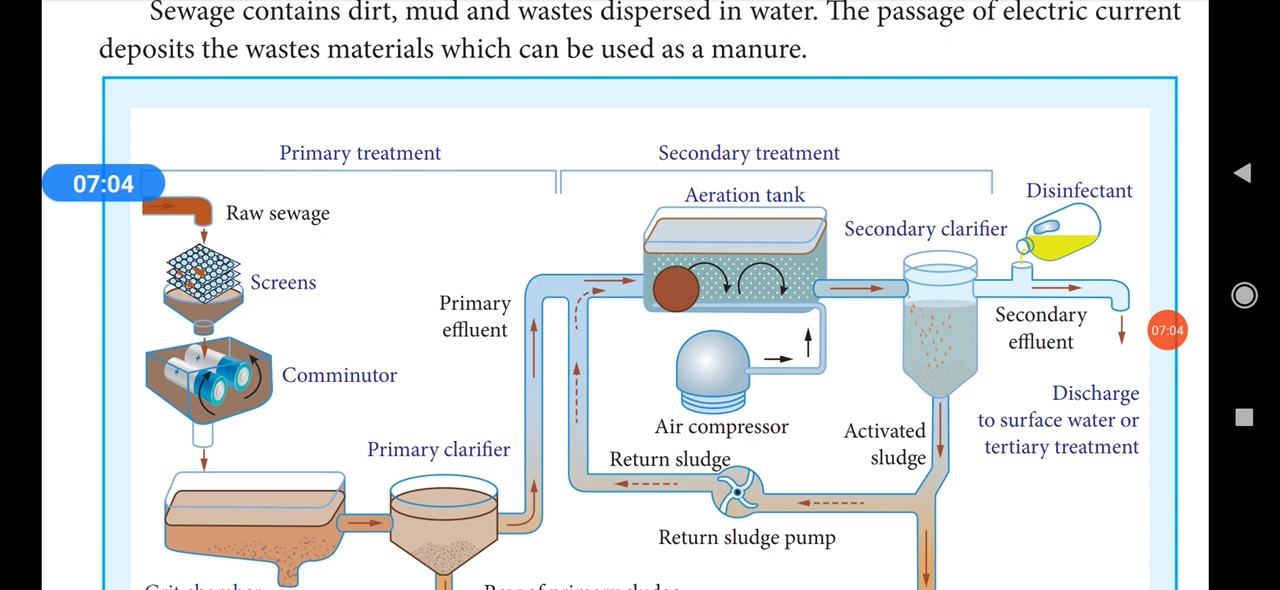 Sewage contains dirt, mud and wastes dispersed in water. The passage of electric current
deposits the wastes materials which can be used as a manure.
Primary treatment
Secondary treatment
07:04
Raw sewage
Screens
Comminutor
Primary clarifier
Primary
effluent
Aeration tank
Air compressor
Return sludge
Return sludge pump
Secondary clarifier
Activated
sludge
Disinfectant
Secondary
effluent
07:04
Discharge
to surface water or
tertiary treatment
Grit chamber